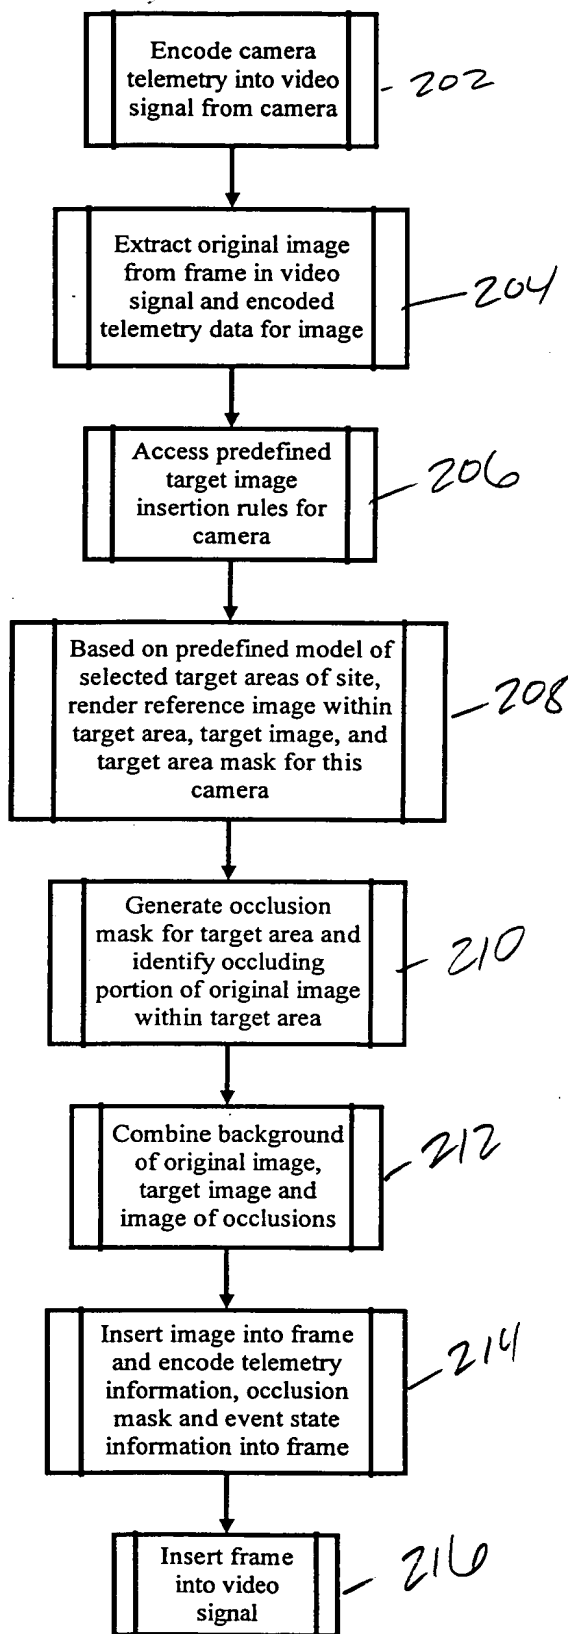 Encode camera
telemetry into video
signal from camera
202
Extract original image
from frame in video
signal and encoded
telemetry data for image
204
Access predefined
target image
insertion rules for
camera
206
Based on predefined model of
selected target areas of site,
render reference image within
target area, target image, and
target area mask for this
camera
208
Generate occlusion
mask for target area and
identify occluding
portion of original image
within target area
210
Combine background
of original image,
target image and
image of occlusions
212
Insert image into frame
and encode telemetry
information, occlusion
mask and event state
information into frame
214
Insert frame
into video
signal
216